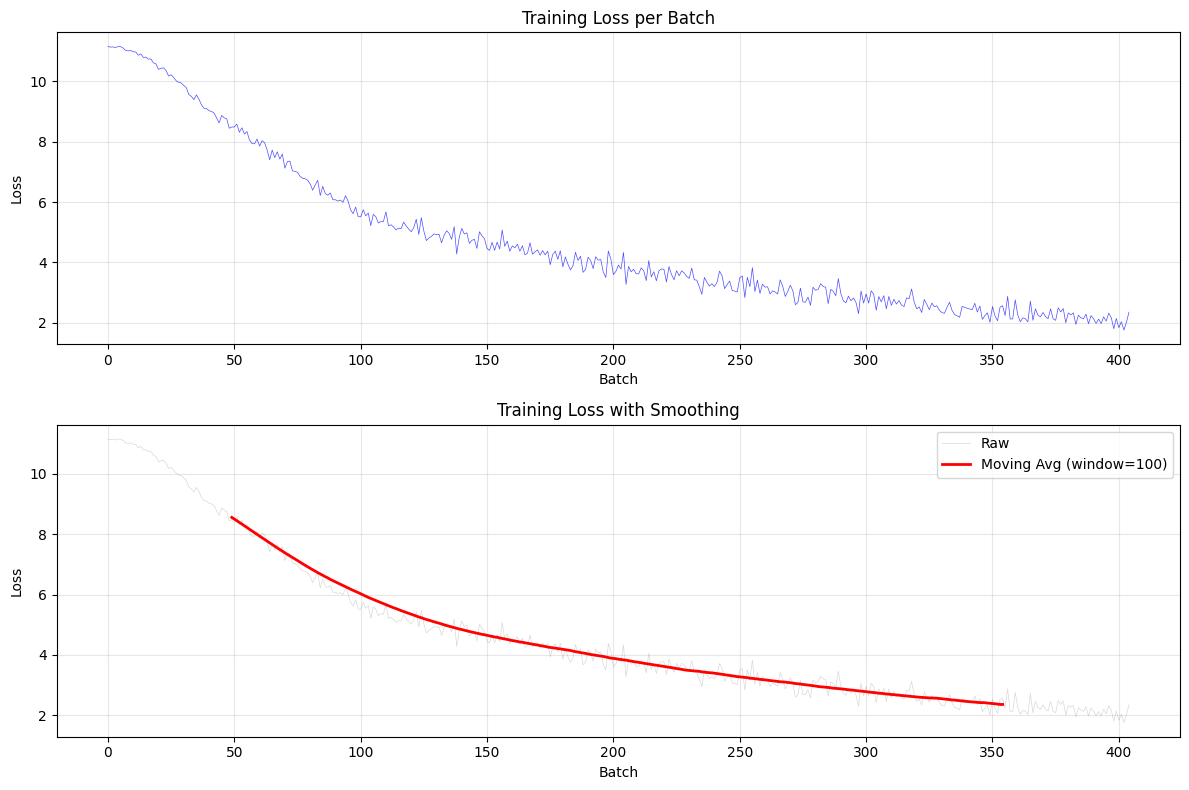 Training Loss per Batch
10
8
6
4
2
Loss
0 50 100 150 200 250 300 350 400
Batch
Training Loss with Smoothing
Raw
Moving Avg (window=100)
10
8
6
4
2
Loss
0 50 100 150 200 250 300 350 400
Batch